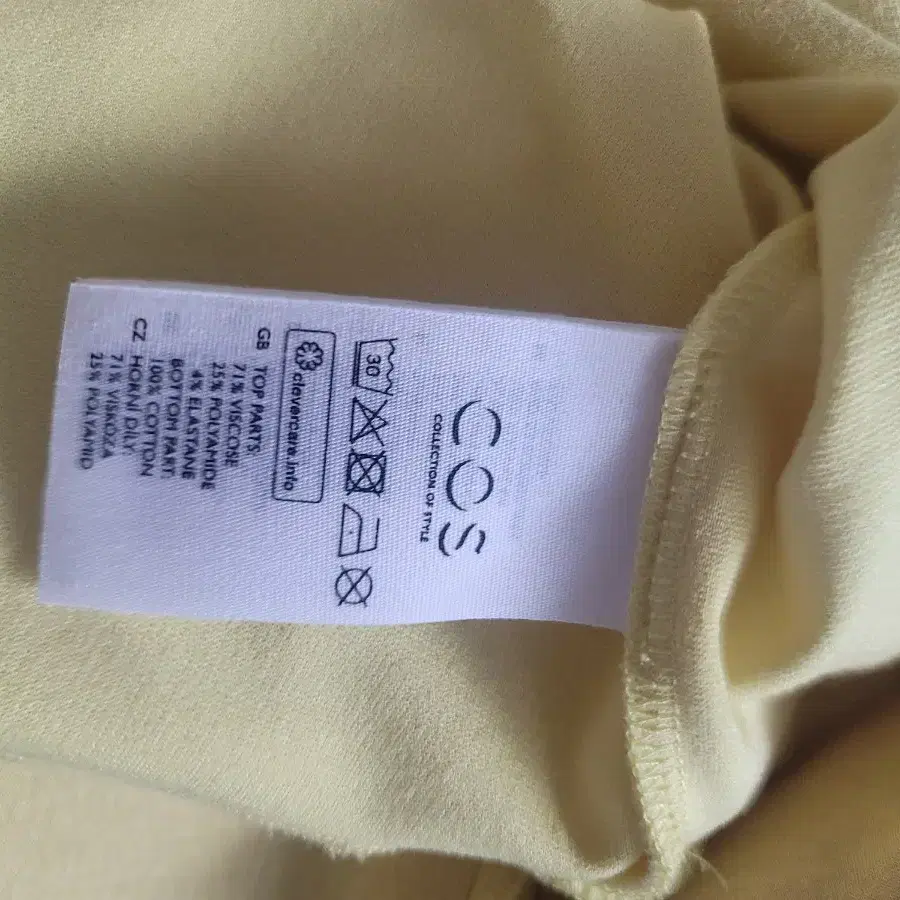 COS
COLLECTION OF STYLE
30
clevercare.info
GB TOP PARTS
71% VISCOSE
25% POLYAMIDE
4% ELASTANE
BOTTOM PART:
100% COTTON
CZ HORNÍ DÍLY:
71% VISKÓZA
25% POLYAMID